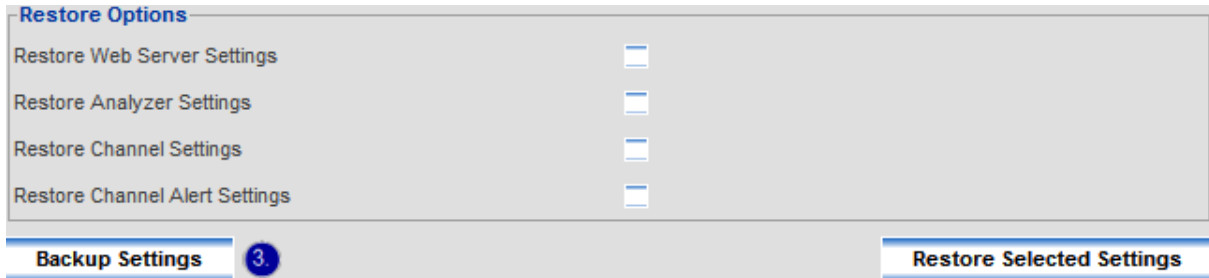 Restore Options
Restore Web Server Settings
Restore Analyzer Settings
Restore Channel Settings
Restore Channel Alert Settings
Backup Settings 3. Restore Selected Settings